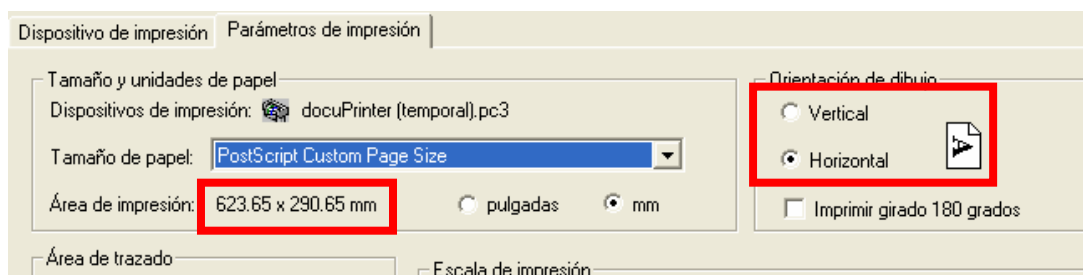 Dispositivo de impresión Parámetros de impresión
Tamaño y unidades de papel
Dispositivos de impresión: docuPrinter (temporal).pc3
Tamaño de papel: PostScript Custom Page Size
Área de impresión: 623.65 x 290.65 mm pulgadas mm
Orientación de dibujo
Vertical
A
Horizontal
Imprimir girado 180 grados
Área de trazado
Escala de impresión